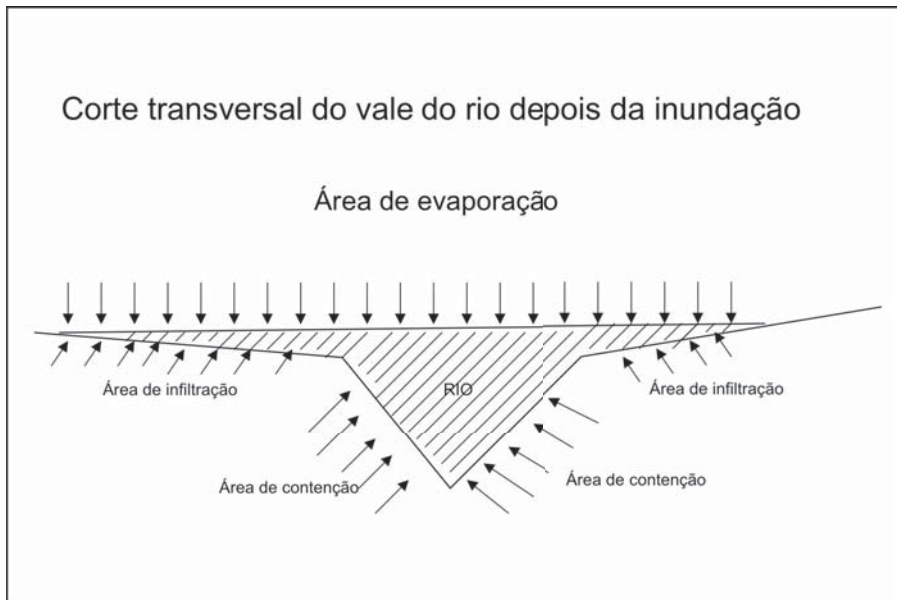 Corte transversal do vale do rio depois da inundação
Área de evaporação
Área de infiltração
RIO
Área de infiltração
Área de contenção
Área de contenção